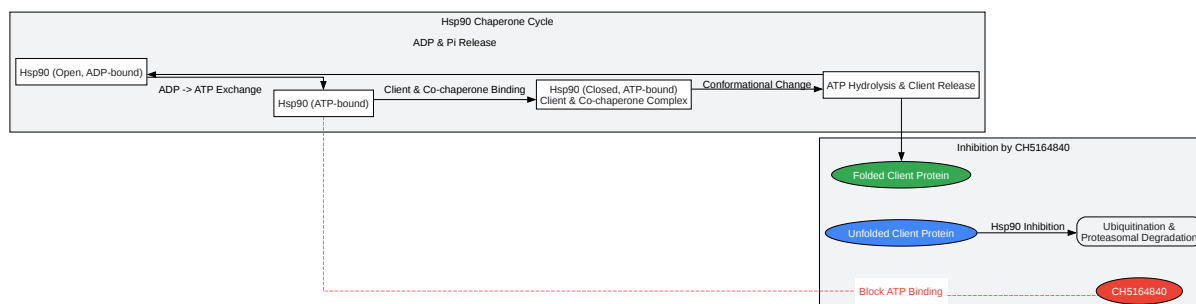 Hsp90 Chaperone Cycle
ADP & Pi Release
Hsp90 (Open, ADP-bound)
ADP -> ATP Exchange
Hsp90 (ATP-bound)
Client & Co-chaperone Binding
Hsp90 (Closed, ATP-bound)
Client & Co-chaperone Complex
Conformational Change
ATP Hydrolysis & Client Release
Inhibition by CH5164840
Folded Client Protein
Unfolded Client Protein
Hsp90 Inhibition
Ubiquitination &
Proteasomal Degradation
Block ATP Binding
CH5164840